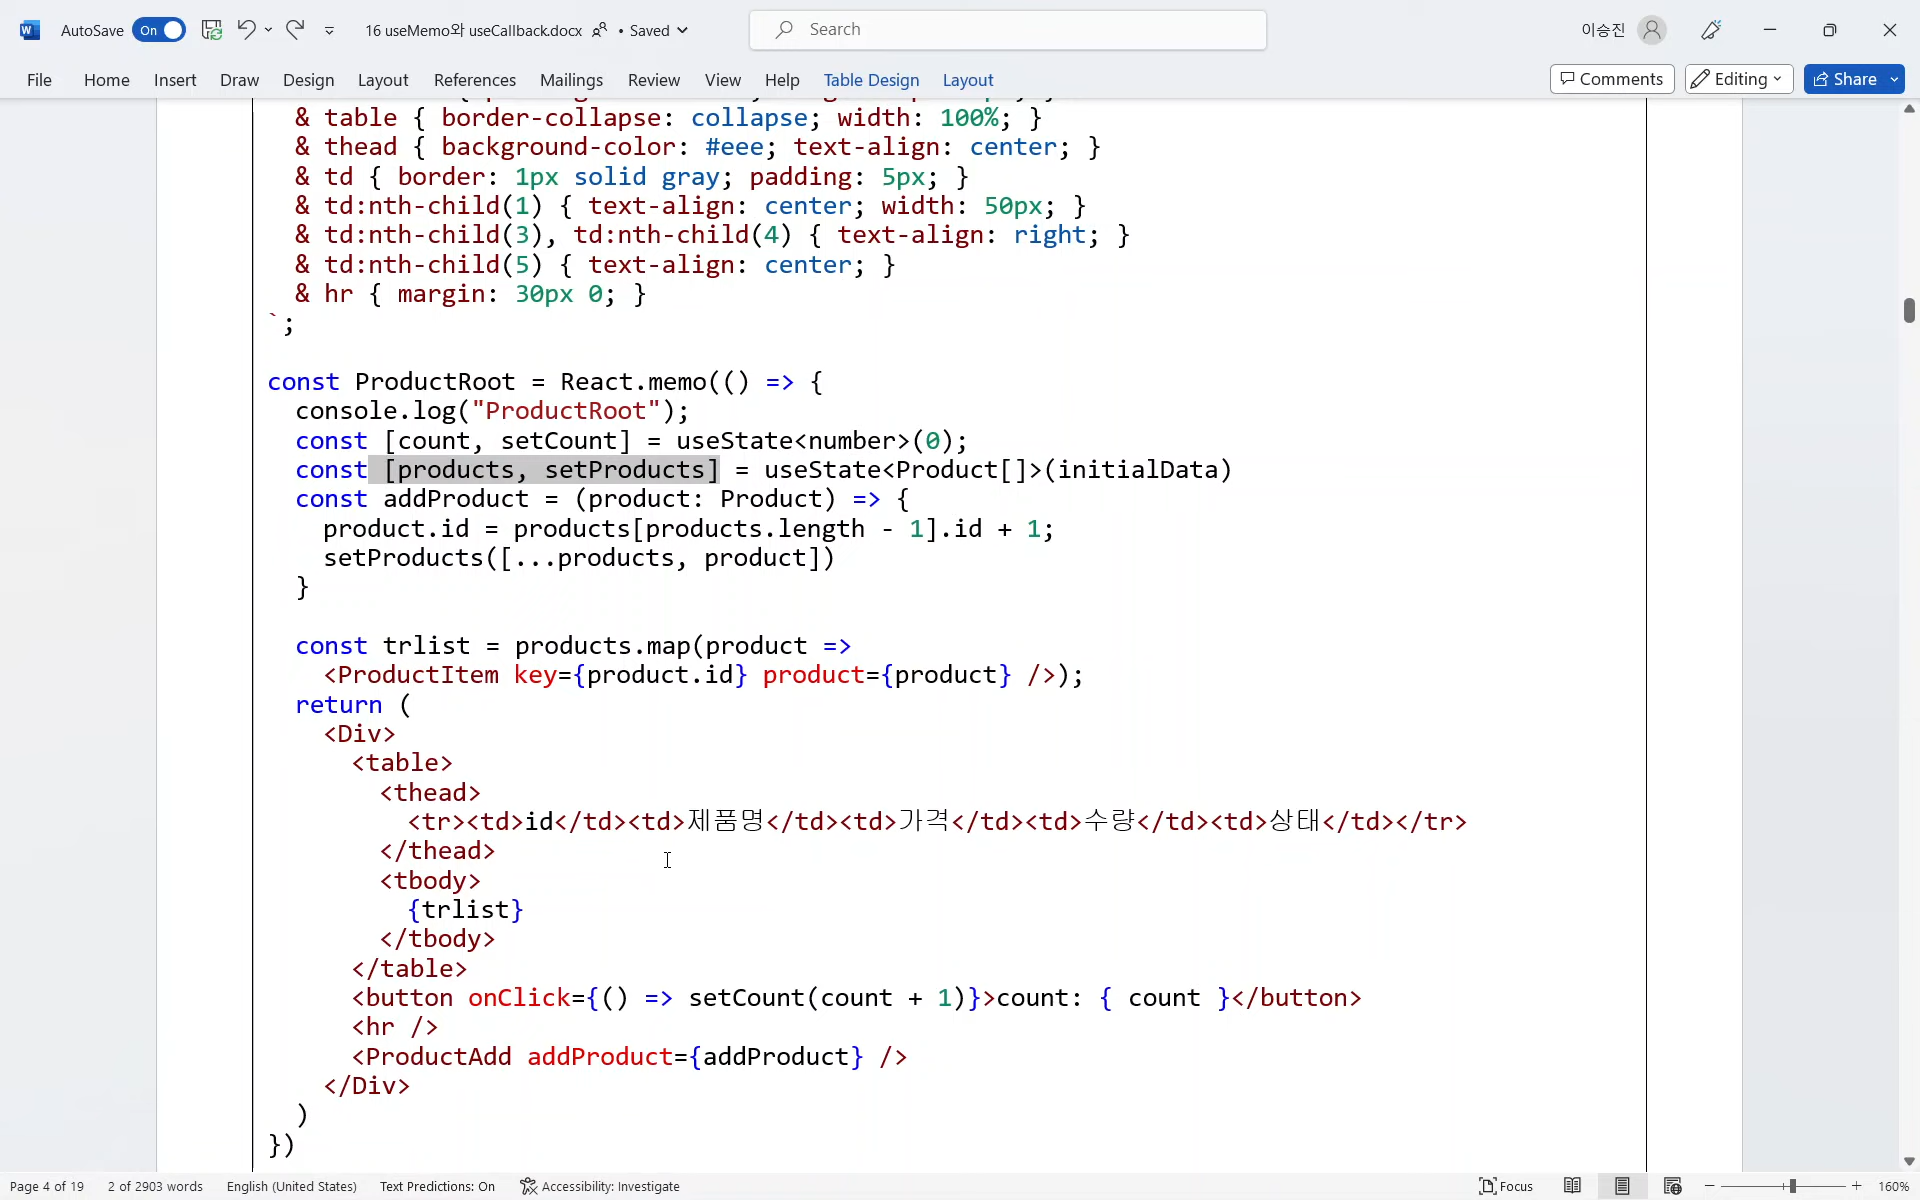 AutoSave On 16 useMemo와 useCallback.docx • Saved Search 이승진
File Home Insert Draw Design Layout References Mailings Review View Help Table Design Layout Comments Editing Share
& table { border-collapse: collapse; width: 100%; }
& thead { background-color: #eee; text-align: center; }
& td { border: 1px solid gray; padding: 5px; }
& td:nth-child(1) { text-align: center; width: 50px; }
& td:nth-child(3), td:nth-child(4) { text-align: right; }
& td:nth-child(5) { text-align: center; }
& hr { margin: 30px 0; }
`;
const ProductRoot = React.memo(() => {
console.log("ProductRoot");
const [count, setCount] = useState<number>(0);
const [products, setProducts] = useState<Product[]>(initialData)
const addProduct = (product: Product) => {
product.id = products[products.length - 1].id + 1;
setProducts([...products, product])
}
const trlist = products.map(product =>
<ProductItem key={product.id} product={product} />);
return (
<Div>
<table>
<thead>
<tr><td>id</td><td>제품명</td><td>가격</td><td>수량</td><td>상태</td></tr>
</thead>
<tbody>
{trlist}
</tbody>
</table>
<button onClick={() => setCount(count + 1)}>count: { count }</button>
<hr />
<ProductAdd addProduct={addProduct} />
</Div>
)
})
Page 4 of 19 2 of 2903 words English (United States) Text Predictions: On Accessibility: Investigate Focus 160%